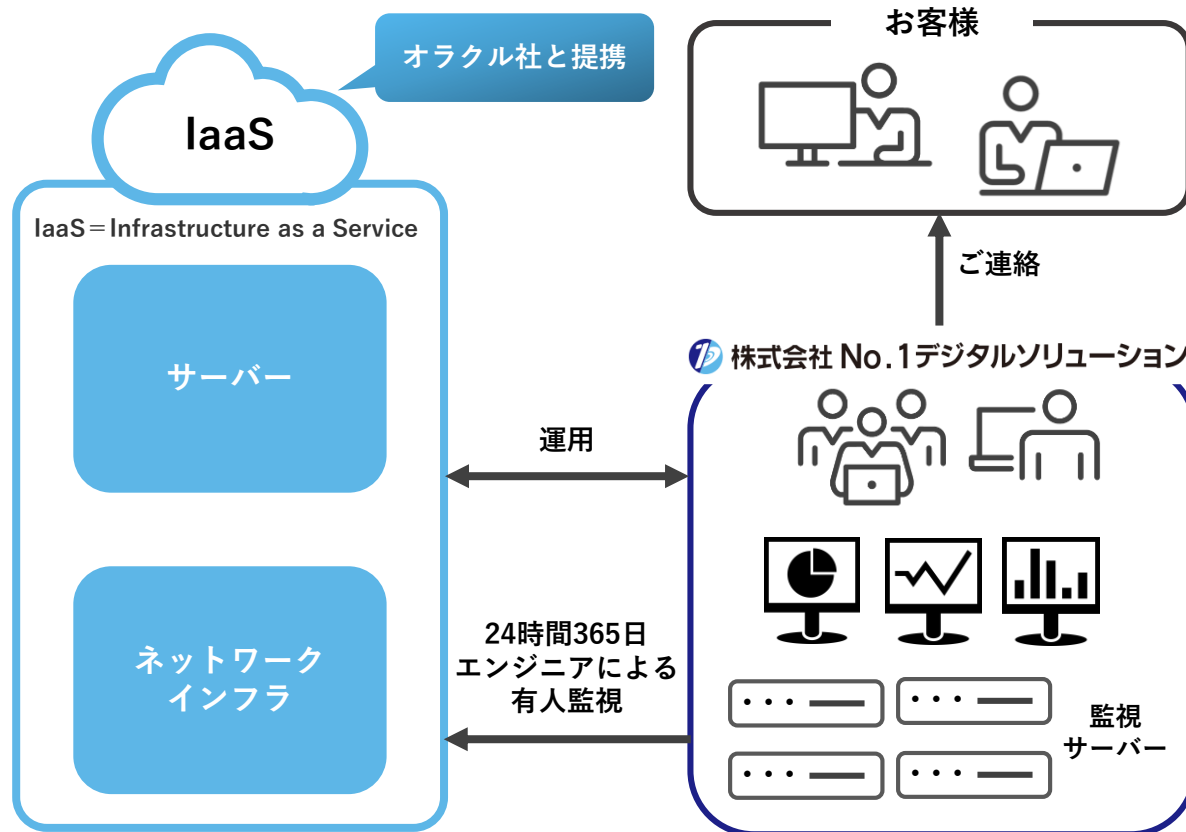 オラクル社と提携
IaaS
IaaS＝Infrastructure as a Service
サーバー
ネットワーク
インフラ
お客様
ご連絡
株式会社 No.1デジタルソリューション
運用
24時間365日
エンジニアによる
有人監視
監視
サーバー